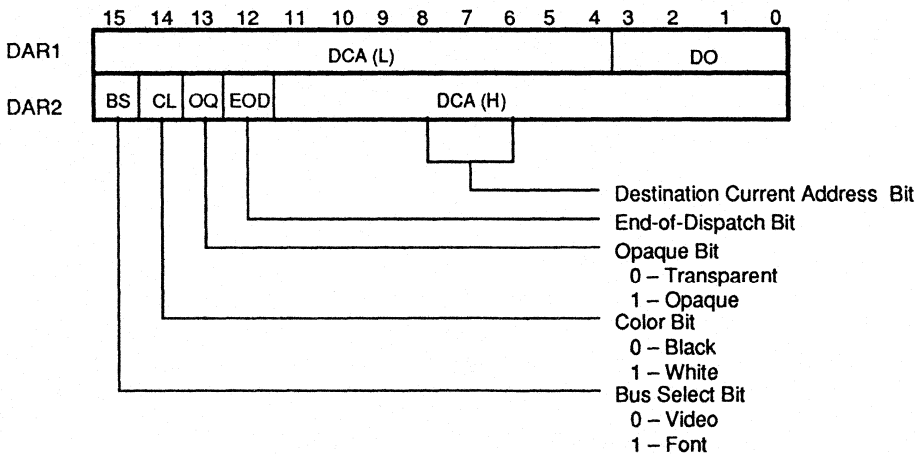 15 14 13 12 11 10 9 8 7 6 5 4 3 2 1 0
DAR1 DCA (L) DO
DAR2 BS CL OQ EOD DCA (H)
Destination Current Address Bit
End-of-Dispatch Bit
Opaque Bit
0 – Transparent
1 – Opaque
Color Bit
0 – Black
1 – White
Bus Select Bit
0 – Video
1 – Font